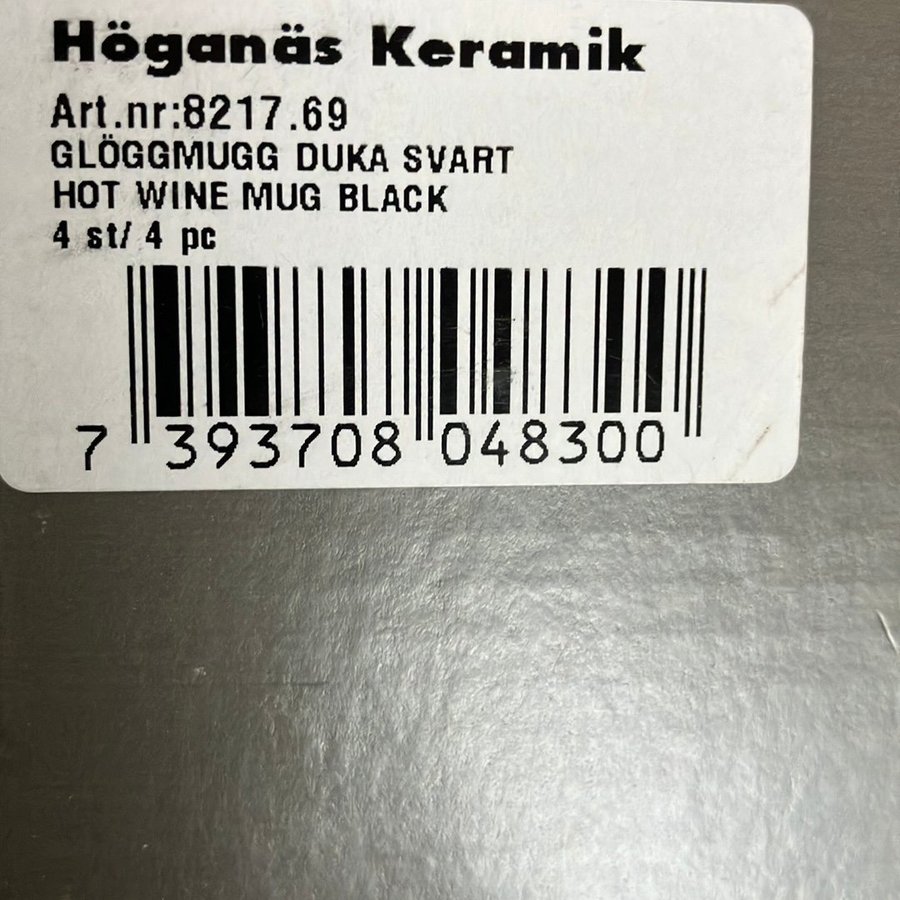 Höganäs Keramik
Art.nr:8217.69
GLÖGGMUGG DUKA SVART
HOT WINE MUG BLACK
4 st/ 4 pc
7 393708 048300